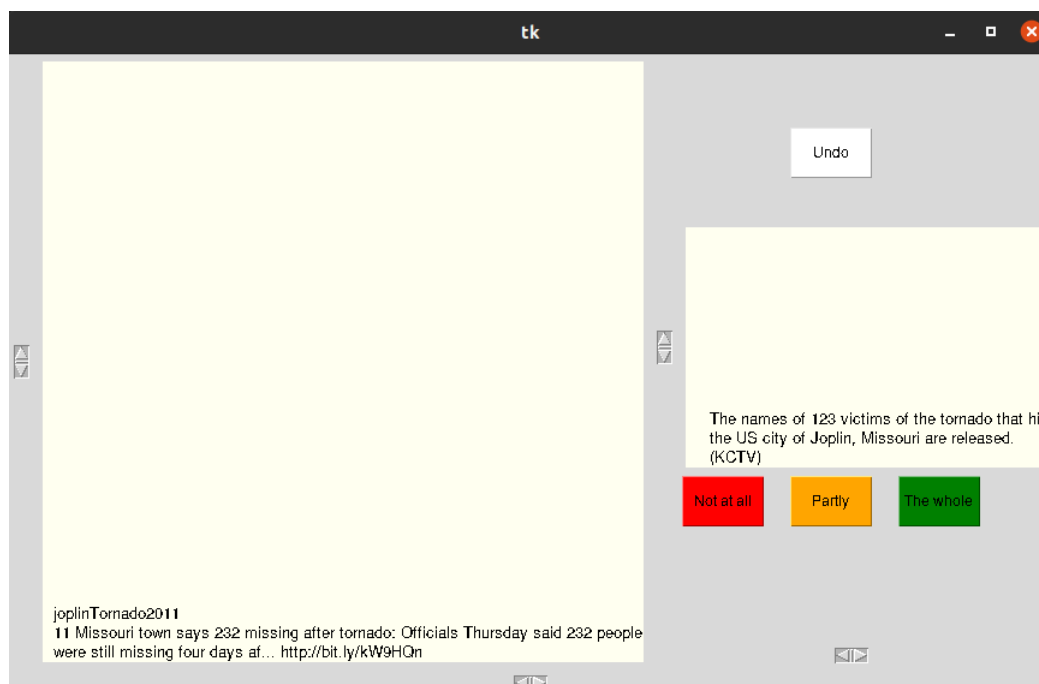 tk
Undo
The names of 123 victims of the tornado that hi
the US city of Joplin, Missouri are released.
(KCTV)
Not at all
Partly
The whole
joplinTornado2011
11 Missouri town says 232 missing after tornado: Officials Thursday said 232 people
were still missing four days af... http://bit.ly/kW9HQn